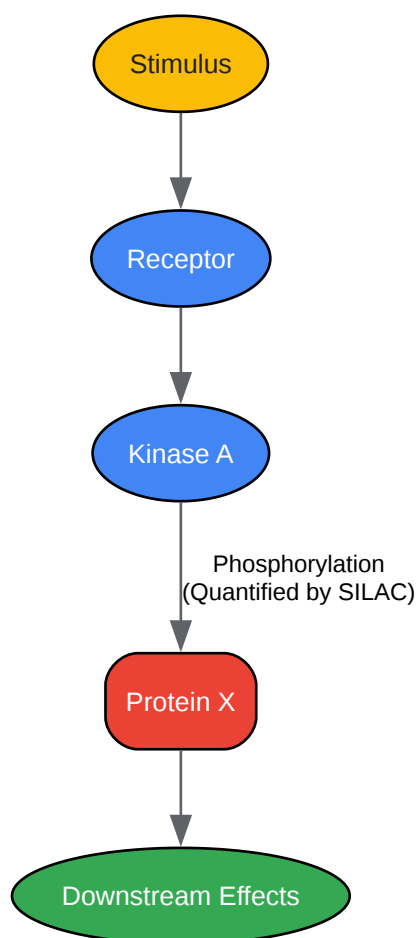 Stimulus
Receptor
Kinase A
Phosphorylation
(Quantified by SILAC)
Protein X
Downstream Effects